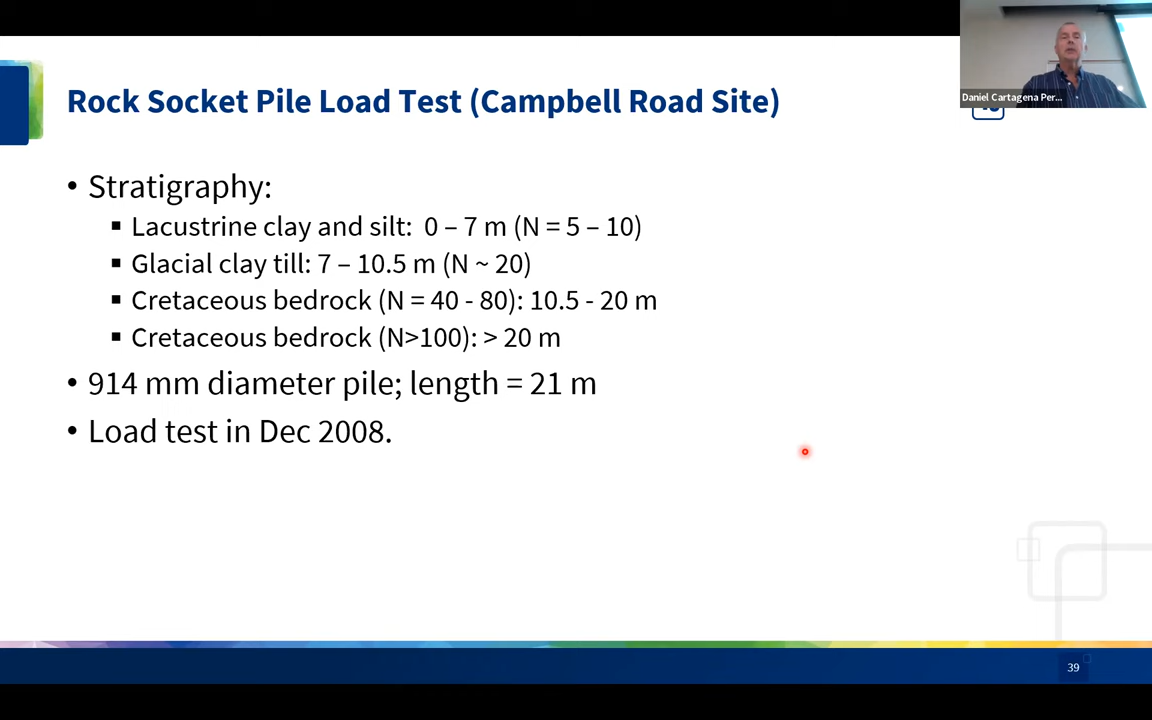 Rock Socket Pile Load Test (Campbell Road Site)
Daniel Cartagena Per...
• Stratigraphy:
▪ Lacustrine clay and silt: 0 – 7 m (N = 5 – 10)
▪ Glacial clay till: 7 – 10.5 m (N ~ 20)
▪ Cretaceous bedrock (N = 40 - 80): 10.5 - 20 m
▪ Cretaceous bedrock (N>100): > 20 m
• 914 mm diameter pile; length = 21 m
• Load test in Dec 2008.
39